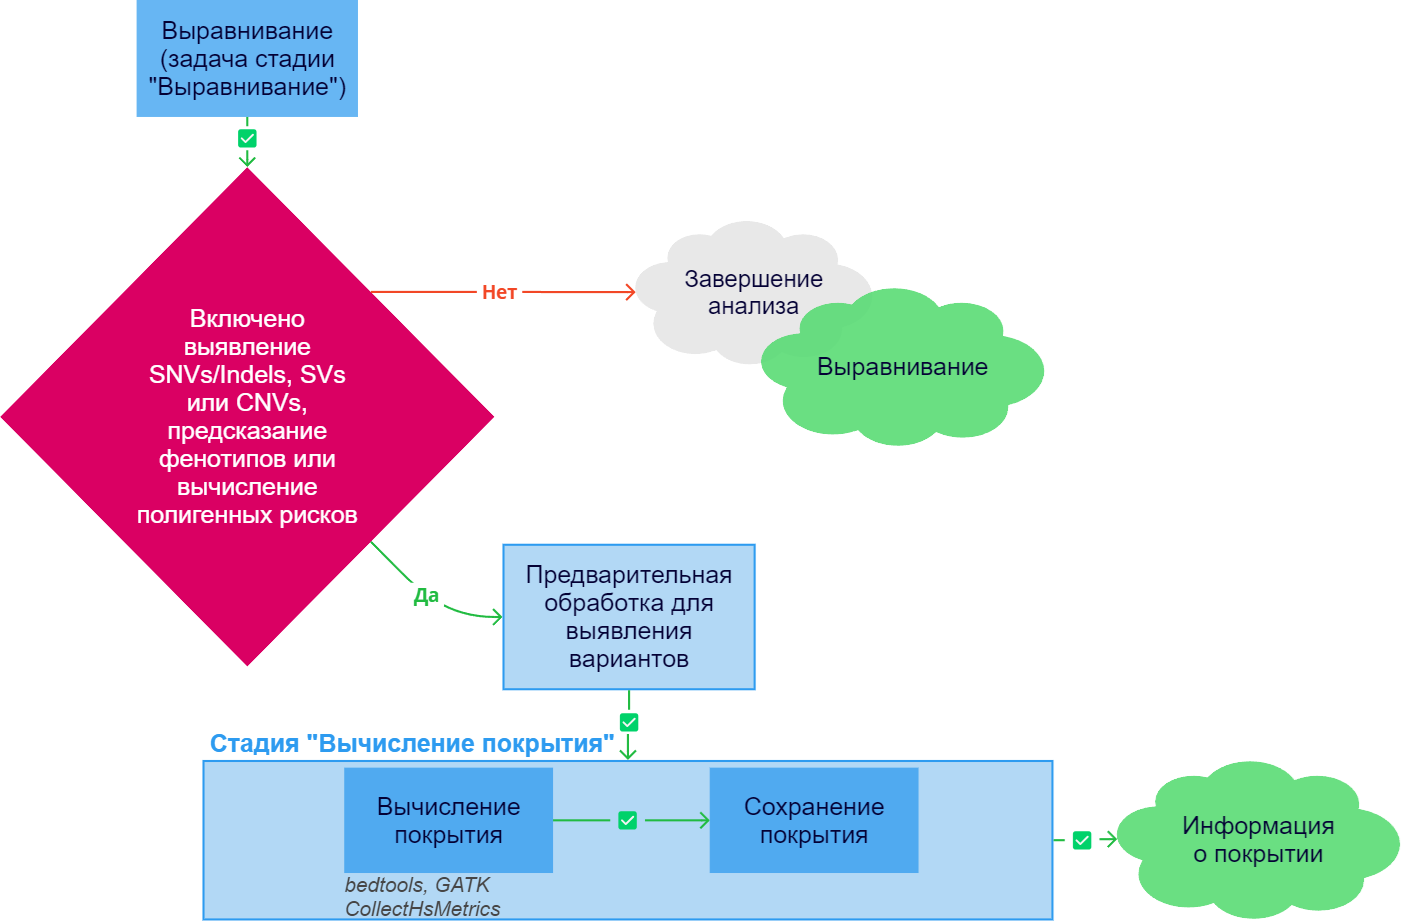 Выравнивание
(задача стадии
"Выравнивание")
Включено
выявление
SNVs/Indels, SVs
или CNVs,
предсказание
фенотипов или
вычисление
полигенных рисков
Нет
Завершение
анализа
Выравнивание
Да
Предварительная
обработка для
выявления
вариантов
Стадия "Вычисление покрытия"
Вычисление
покрытия
bedtools, GATK
CollectHsMetrics
Сохранение
покрытия
Информация
о покрытии